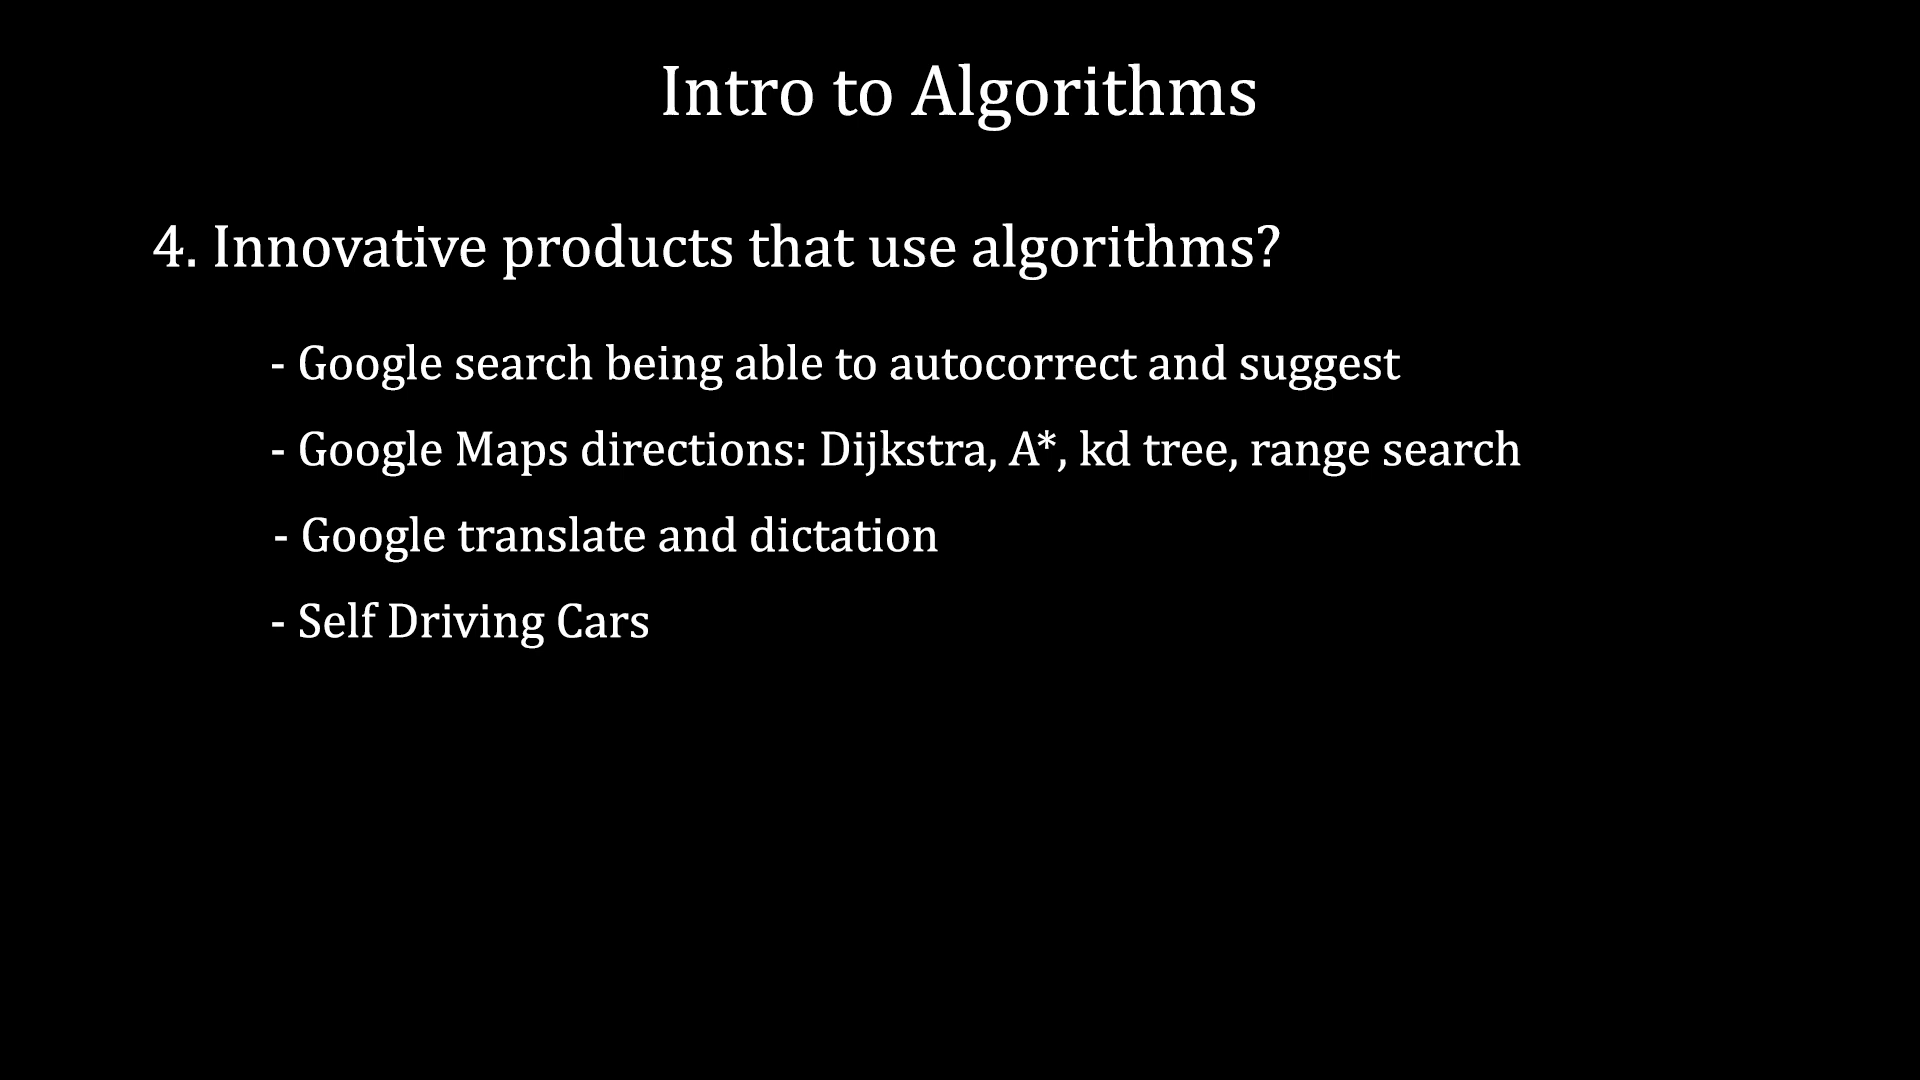 Intro to Algorithms
4. Innovative products that use algorithms?
- Google search being able to autocorrect and suggest
- Google Maps directions: Dijkstra, A*, kd tree, range search
- Google translate and dictation
- Self Driving Cars